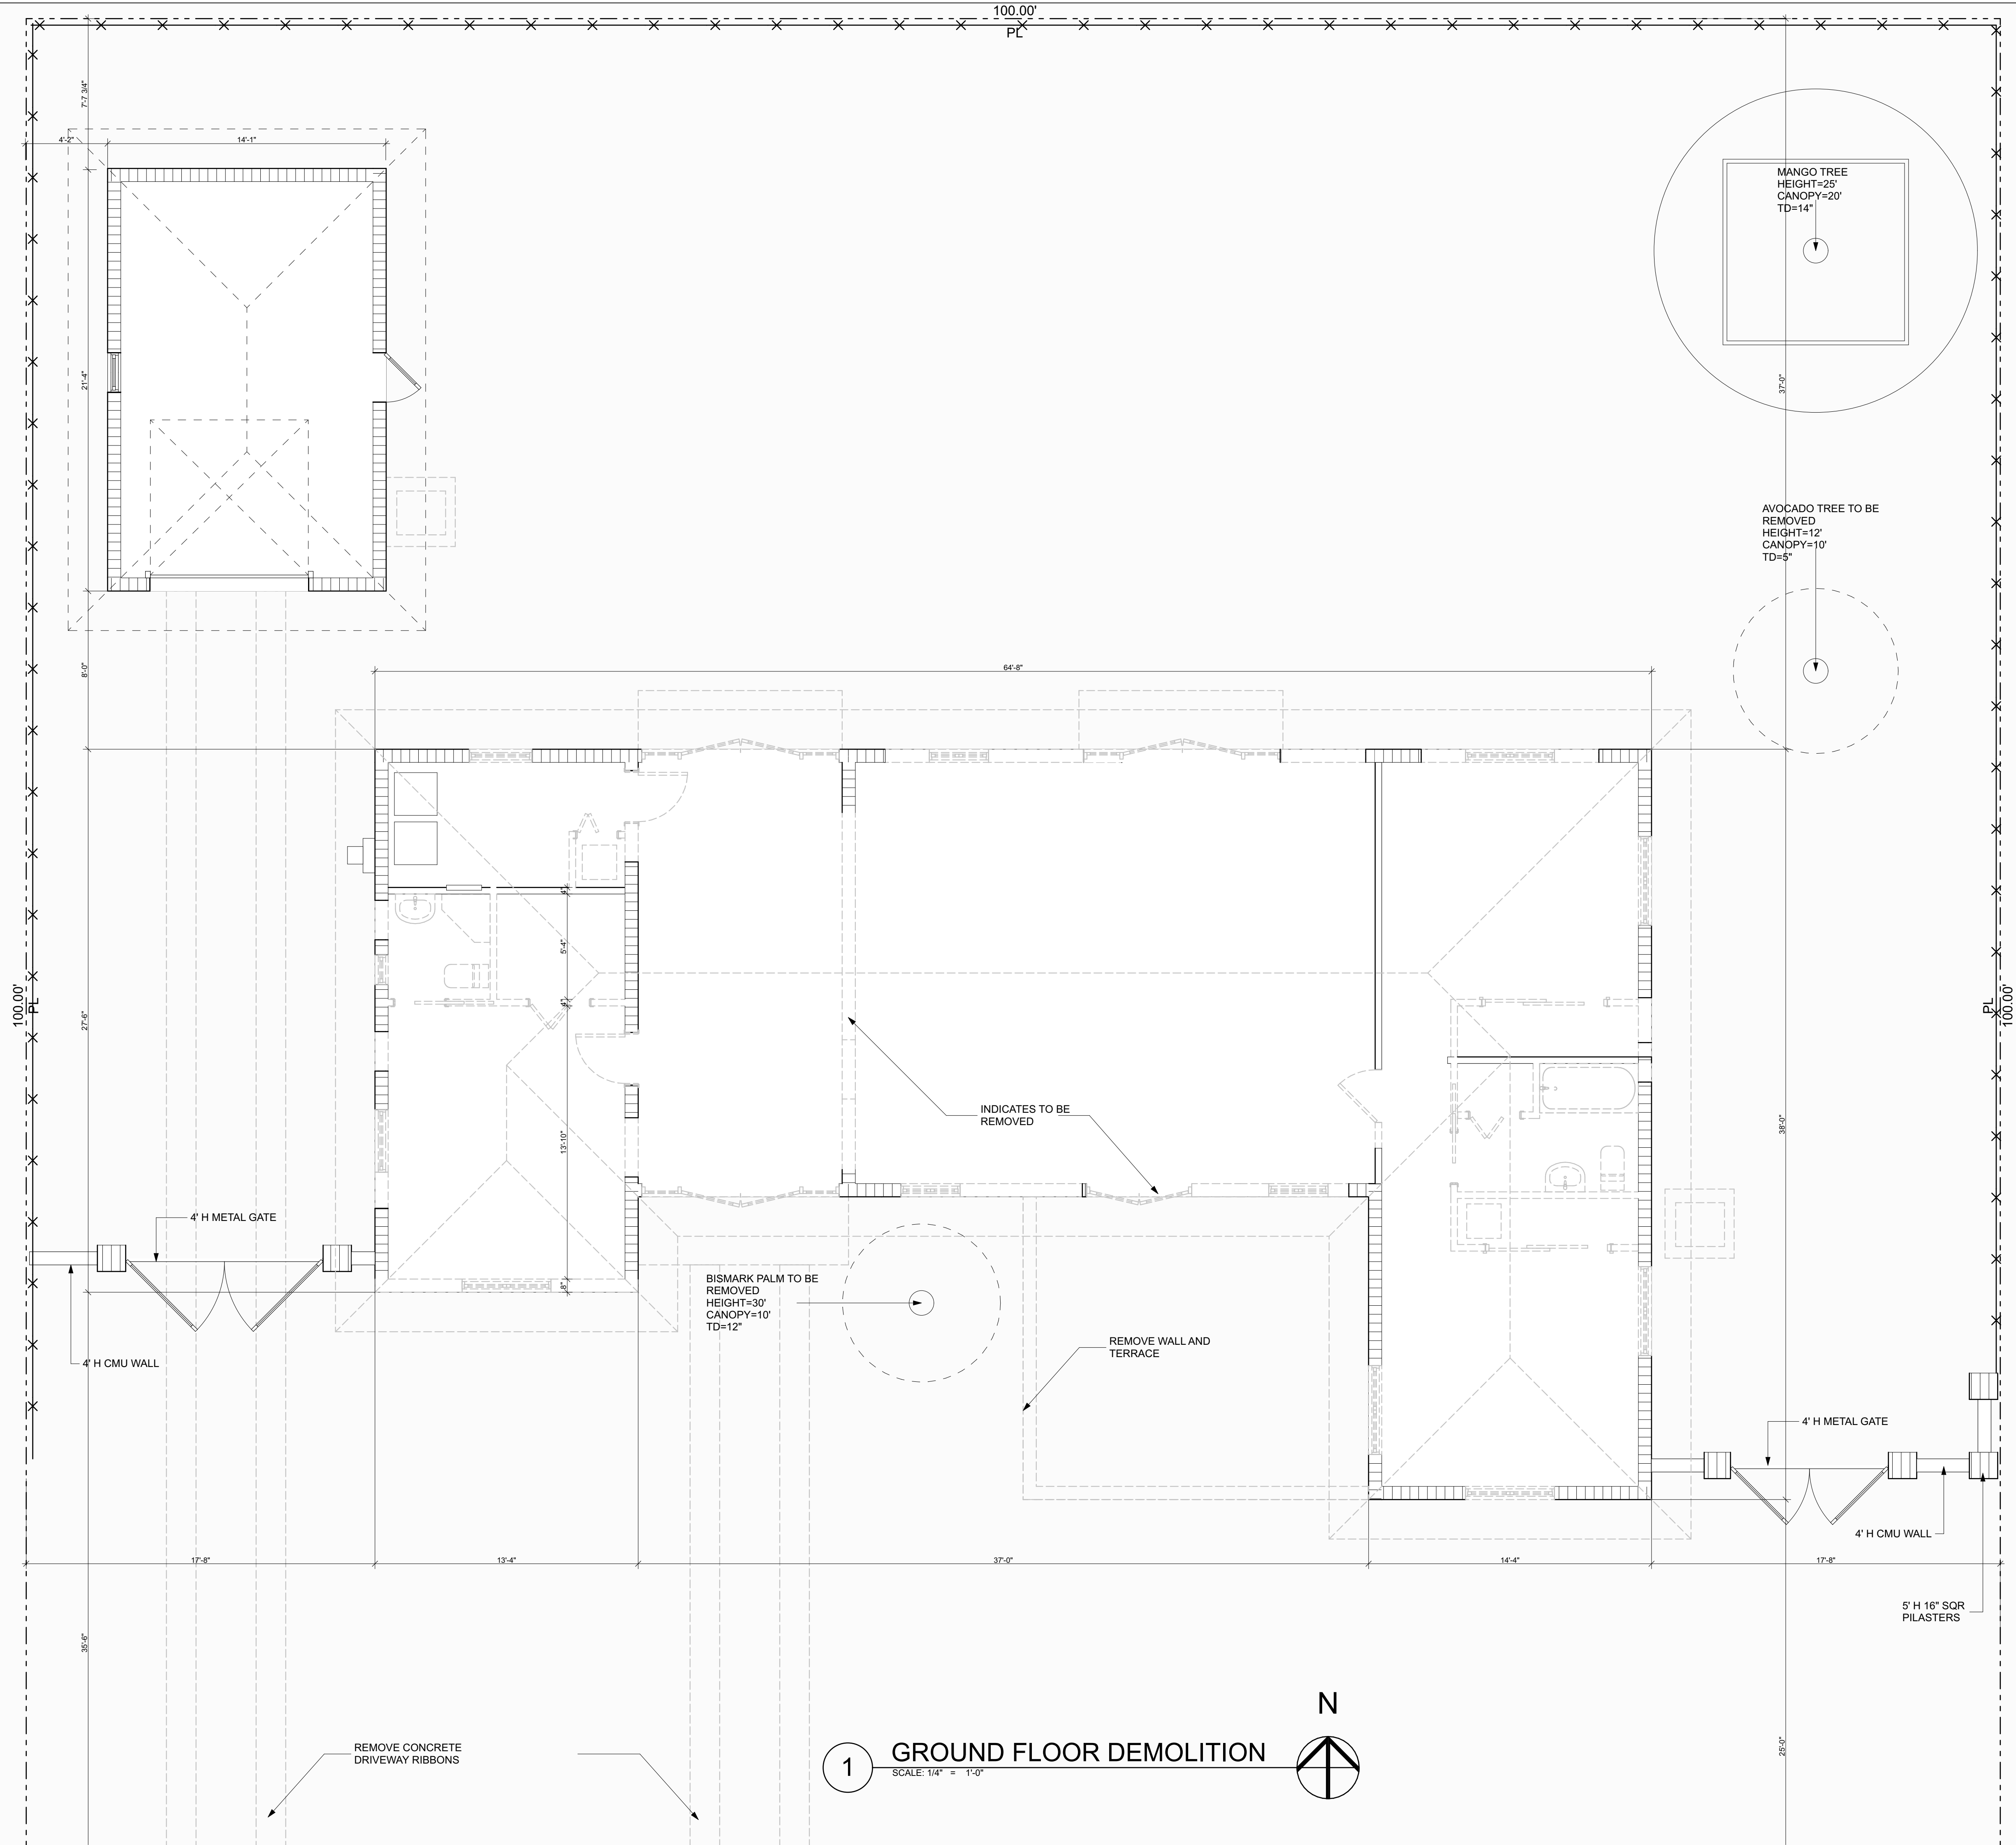 100.00'
PL
7'-7 3/4"
4'-2"
14'-1"
MANGO TREE
HEIGHT=25'
CANOPY=20'
TD=14"
21'-4"
37'-0"
AVOCADO TREE TO BE
REMOVED
HEIGHT=12'
CANOPY=10'
TD=5"
8'-0"
64'-8"
4"
5'-4"
4"
100.00'
PL
27'-6"
PL
100.00'
INDICATES TO BE
REMOVED
13'-10"
38'-0"
4' H METAL GATE
8"
BISMARK PALM TO BE
REMOVED
HEIGHT=30'
CANOPY=10'
TD=12"
4' H CMU WALL
REMOVE WALL AND
TERRACE
4' H METAL GATE
4' H CMU WALL
17'-8"
13'-4"
37'-0"
14'-4"
17'-8"
5' H 16" SQR
PILASTERS
35'-6"
N
REMOVE CONCRETE
DRIVEWAY RIBBONS
1
GROUND FLOOR DEMOLITION
SCALE: 1/4" = 1'-0"
25'-0"